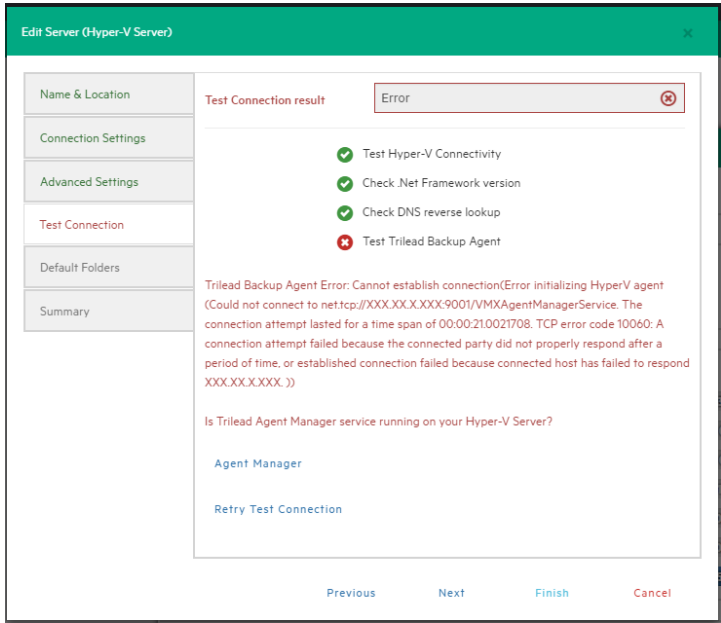 Edit Server (Hyper-V Server)
Name & Location
Connection Settings
Advanced Settings
Test Connection
Default Folders
Summary
Test Connection result
Error
Test Hyper-V Connectivity
Check .Net Framework version
Check DNS reverse lookup
Test Trilead Backup Agent
Trilead Backup Agent Error: Cannot establish connection(Error initializing HyperV agent
(Could not connect to net.tcp://XXX.XX.X.XXX:9001/VMXAgentManagerService. The
connection attempt lasted for a time span of 00:00:21.0021708. TCP error code 10060: A
connection attempt failed because the connected party did not properly respond after a
period of time, or established connection failed because connected host has failed to respond
XXX.XX.X.XXX. ))
Is Trilead Agent Manager service running on your Hyper-V Server?
Agent Manager
Retry Test Connection
Previous
Next
Finish
Cancel